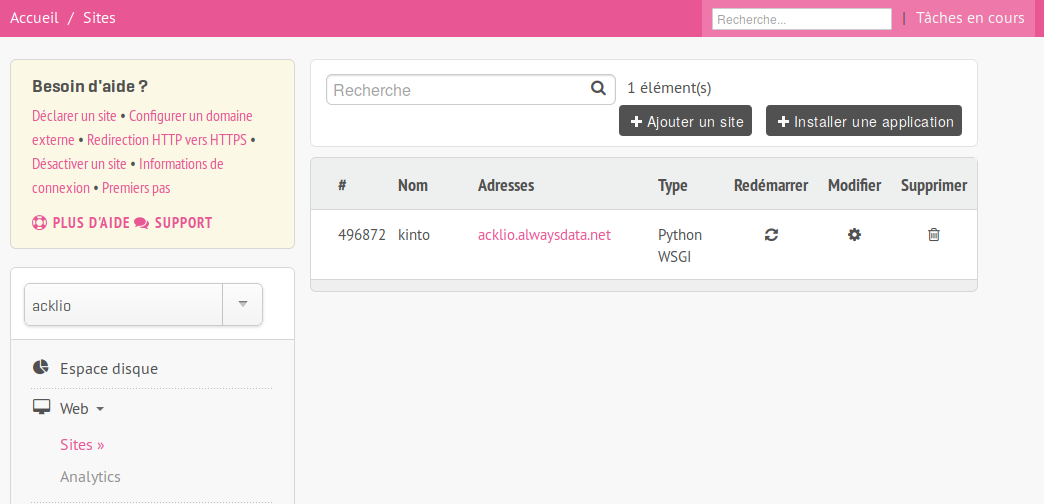 Accueil / Sites
Recherche... | Tâches en cours
Besoin d'aide ?
Déclarer un site • Configurer un domaine
externe • Redirection HTTP vers HTTPS •
Désactiver un site • Informations de
connexion • Premiers pas
PLUS D'AIDE SUPPORT
acklio
Espace disque
Web
Sites »
Analytics
Recherche
1 élément(s)
Ajouter un site
Installer une application
# Nom Adresses Type Redémarrer Modifier Supprimer
496872 kinto acklio.alwaysdata.net Python
WSGI